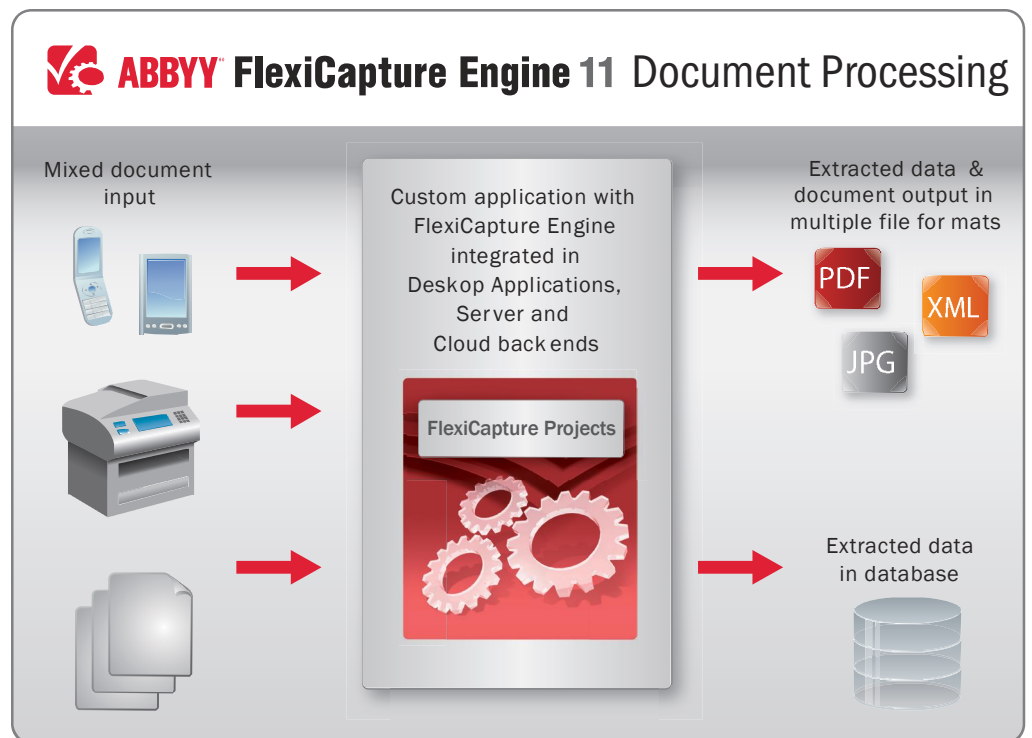 ABBYY™ FlexiCapture Engine 11 Document Processing
Mixed document
input
Custom application with
FlexiCapture Engine
integrated in
Deskop Applications,
Server and
Cloud back ends
FlexiCapture Projects
Extracted data &
document output in
multiple file for mats
PDF
XML
JPG
Extracted data
in database